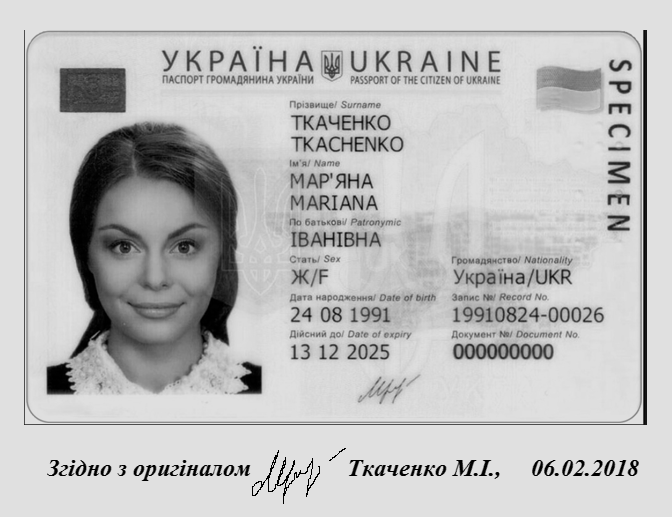 УКРАЇНА UKRAINE
ПАСПОРТ ГРОМАДЯНИНА УКРАЇНИ PASSPORT OF THE CITIZEN OF UKRAINE
SPECIMEN
Прізвище/ Surname
ТКАЧЕНКО
TKACHENKO
Ім'я/ Name
МАР'ЯНА
MARIANA
По батькові/ Patronymic
ІВАНІВНА
Стать/ Sex Громадянство/ Nationality
Ж/F Україна/UKR
Дата народження/ Date of birth Запис №/ Record No.
24 08 1991 19910824-00026
Дійсний до/ Date of expiry Документ №/ Document No.
13 12 2025 000000000
Згідно з оригіналом Ткаченко М.І., 06.02.2018